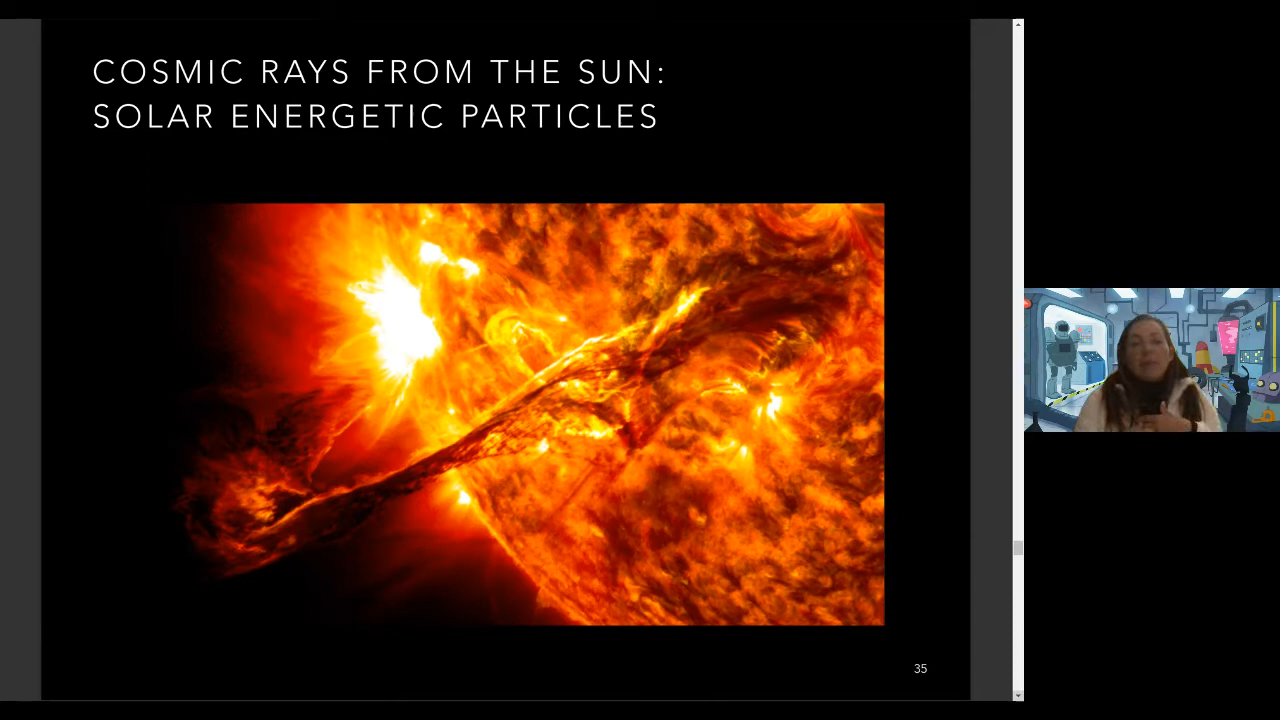 COSMIC RAYS FROM THE SUN:
SOLAR ENERGETIC PARTICLES
35